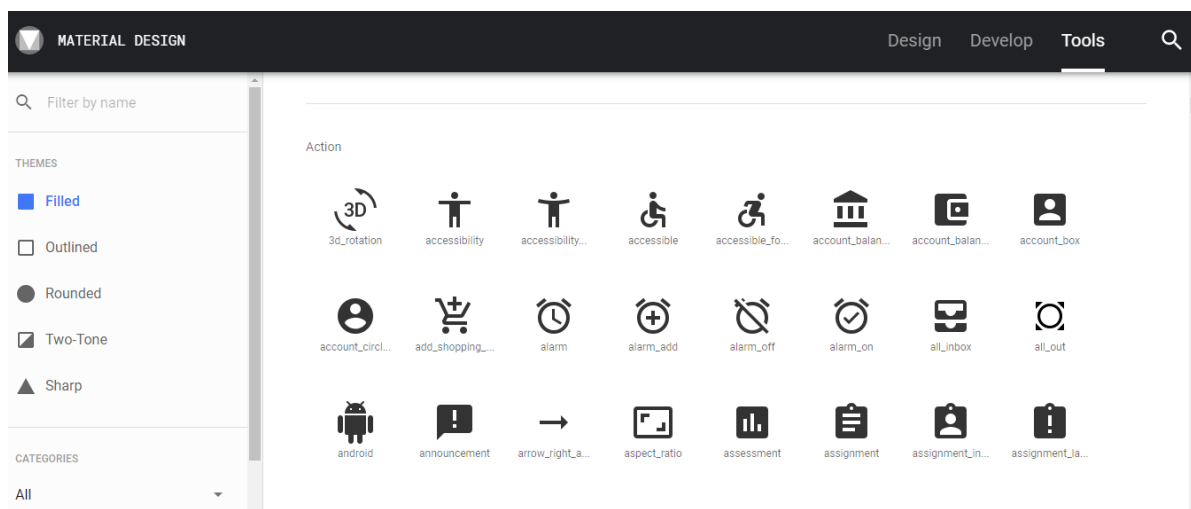 MATERIAL DESIGN
Design Develop Tools
Filter by name
THEMES
Filled
Outlined
Rounded
Two-Tone
Sharp
CATEGORIES
All
Action
3D
3d_rotation accessibility accessibility... accessible accessible_fo... account_balan... account_balan... account_box
account_circl... add_shopping_... alarm alarm_add alarm_off alarm_on all_inbox all_out
android announcement arrow_right_a... aspect_ratio assessment assignment assignment_in... assignment_la...